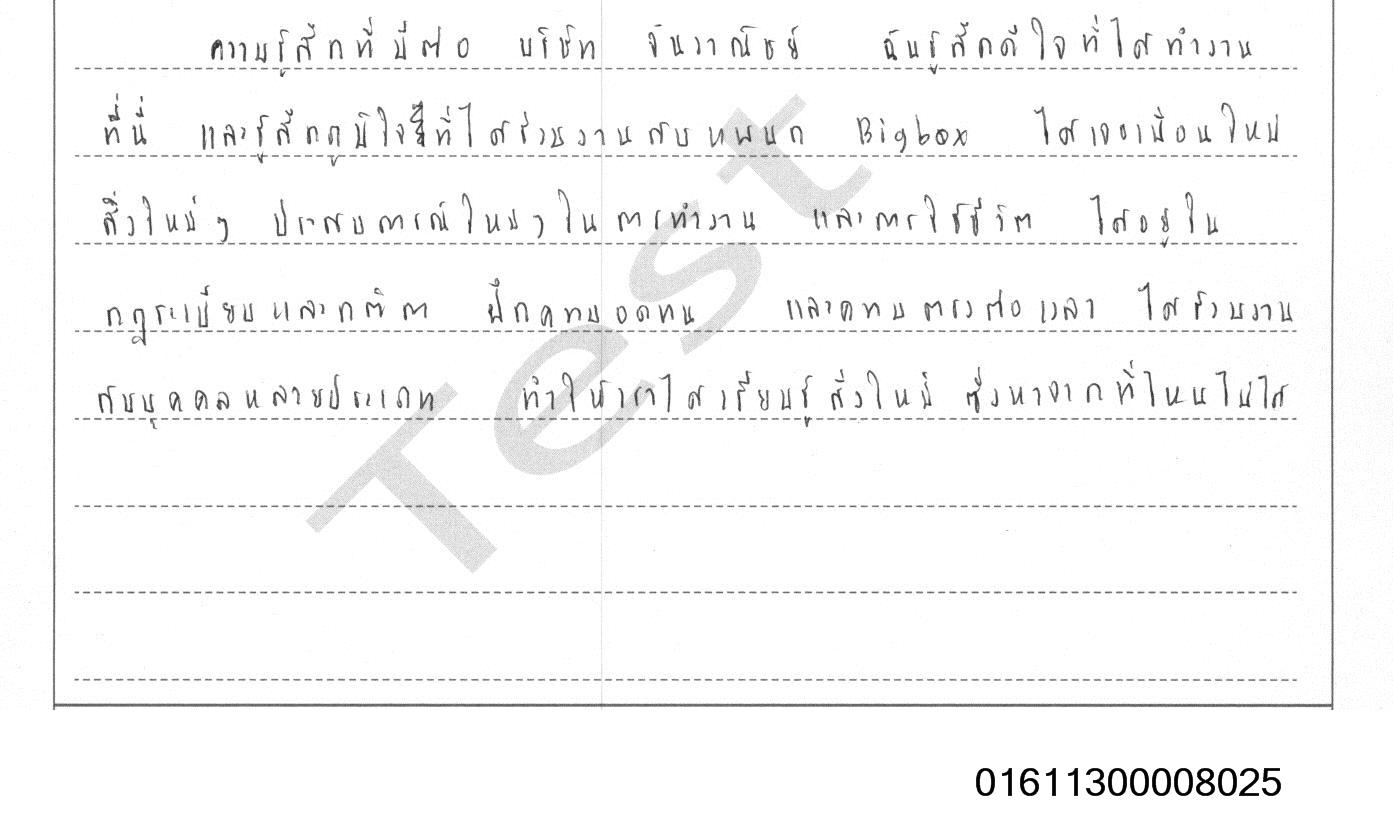 ความรู้สึกที่มีต่อ บริษัท จันวาณิชย์ ฉันรู้สึกดีใจที่ได้ทำงาน
ที่นี่ และรู้สึกภูมิใจที่ได้ร่วมงานกับแผนก Bigbox ได้เจอเพื่อนใหม่
สิ่งใหม่ๆ ประสบการณ์ใหม่ๆ ในการทำงาน และการใช้ชีวิต ได้อยู่ใน
กฎระเบียบและกติกา ฝึกความอดทน และความตรงต่อเวลา ได้ร่วมงาน
กับบุคคลหลายประเภท ทำให้เราได้เรียนรู้สิ่งใหม่ ซึ่งหาจากที่ไหนไม่ได้
Test
01611300008025